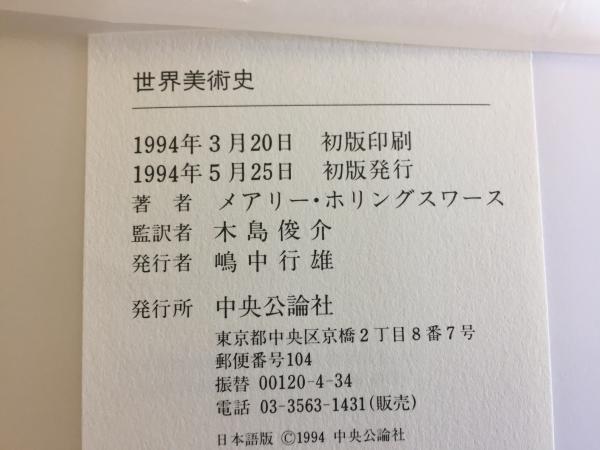 世界美術史
1994年3月20日　初版印刷
1994年5月25日　初版発行
著　者　メアリー・ホリングスワース
監訳者　木島俊介
発行者　嶋中行雄
発行所　中央公論社
東京都中央区京橋2丁目8番7号
郵便番号104
振替 00120-4-34
電話 03-3563-1431(販売)
日本語版 ©1994 中央公論社